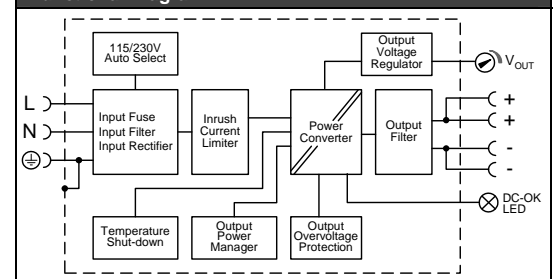 115/230V
Auto Select
Output
Voltage
Regulator
VOUT
L
N
Input Fuse
Input Filter
Input Rectifier
Inrush
Current
Limiter
Power
Converter
Output
Filter
+
+
-
-
DC-OK
LED
Temperature
Shut-down
Output
Power
Manager
Output
Overvoltage
Protection